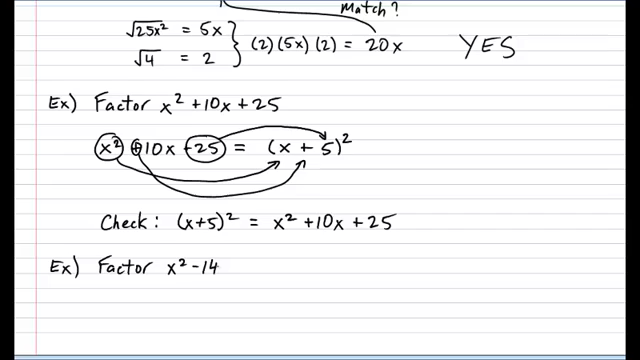 Match?
√25x² = 5x
√4 = 2 } (2)(5x)(2) = 20x YES
Ex) Factor x² + 10x + 25
x² + 10x + 25 = (x + 5)²
Check: (x+5)² = x² + 10x + 25
Ex) Factor x² - 14